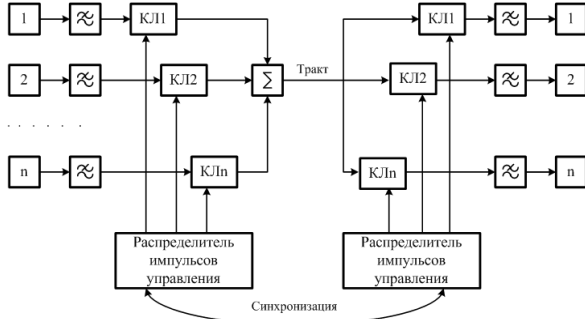 1 КЛ1 КЛ1 1
2 КЛ2 Σ Тракт КЛ2 2
n КЛn КЛn n
Распределитель
импульсов
управления
Распределитель
импульсов
управления
Синхронизация